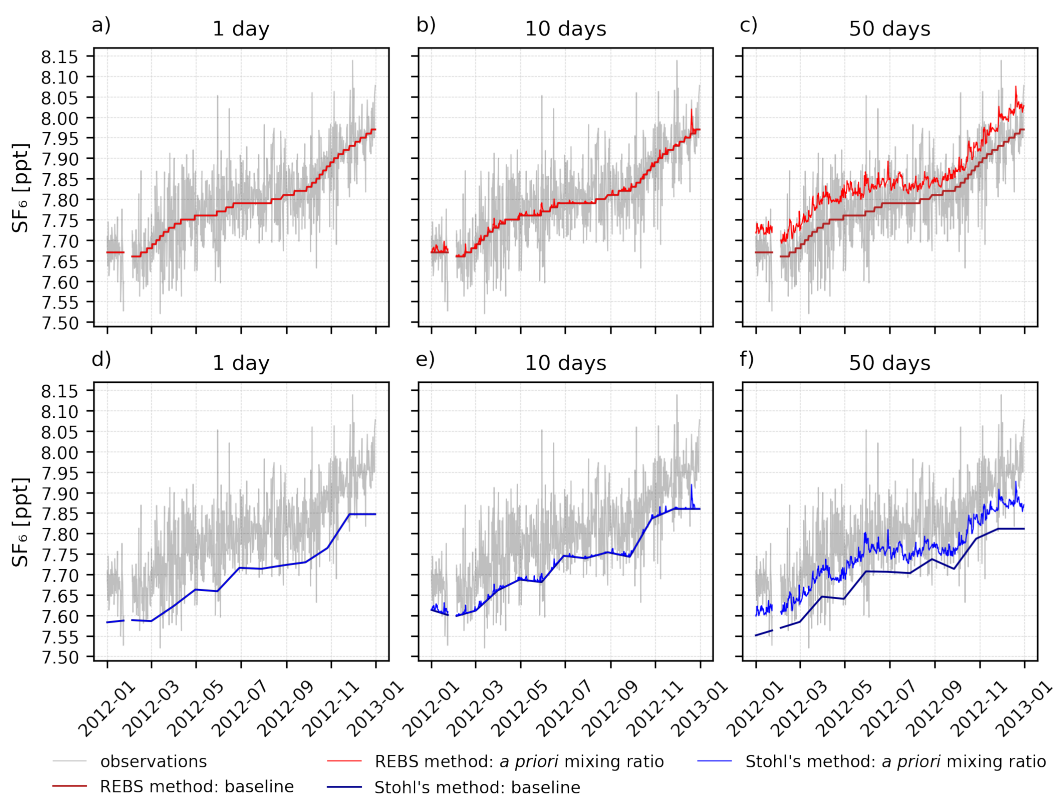 a) 1 day
b) 10 days
c) 50 days
SF₆ [ppt]
8.15
8.10
8.05
8.00
7.95
7.90
7.85
7.80
7.75
7.70
7.65
7.60
7.55
7.50
d) 1 day
e) 10 days
f) 50 days
SF₆ [ppt]
8.15
8.10
8.05
8.00
7.95
7.90
7.85
7.80
7.75
7.70
7.65
7.60
7.55
7.50
2012-01 2012-03 2012-05 2012-07 2012-09 2012-11 2013-01
2012-01 2012-03 2012-05 2012-07 2012-09 2012-11 2013-01
2012-01 2012-03 2012-05 2012-07 2012-09 2012-11 2013-01
observations REBS method: a priori mixing ratio Stohl's method: a priori mixing ratio
REBS method: baseline Stohl's method: baseline